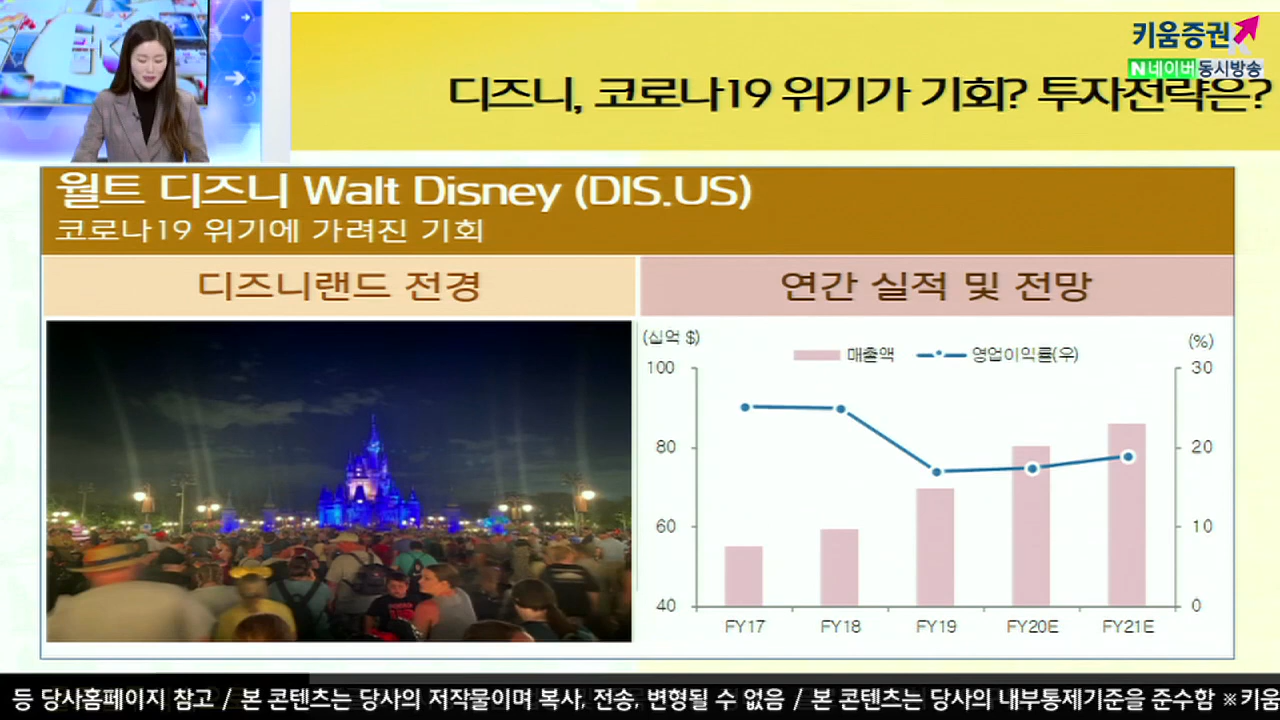 키움증권
N 네이버 동시방송
디즈니, 코로나19 위기가 기회? 투자전략은?
월트 디즈니 Walt Disney (DIS.US)
코로나19 위기에 가려진 기회
디즈니랜드 전경
연간 실적 및 전망
(십억 $)
(%)
매출액
영업이익률(우)
100
80
60
40
30
20
10
0
FY17 FY18 FY19 FY20E FY21E
등 당사홈페이지 참고 / 본 콘텐츠는 당사의 저작물이며 복사, 전송, 변형될 수 없음 / 본 콘텐츠는 당사의 내부통제기준을 준수함 ※키움